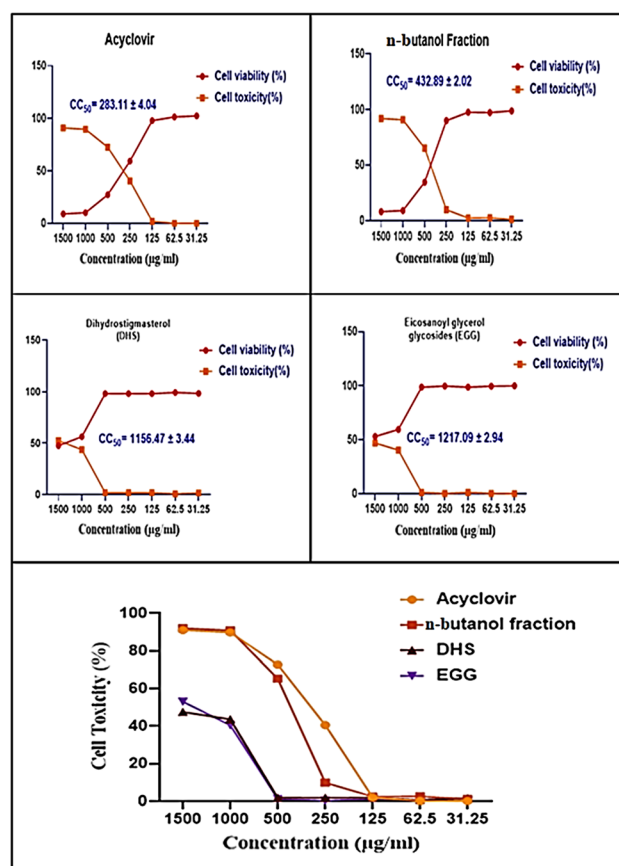 Acyclovir
Cell viability (%)
Cell toxicity(%)
CC50= 283.11 ± 4.04
150
100
50
0
1500 1000 500 250 125 62.5 31.25
Concentration (µg/ml)
n-butanol Fraction
Cell viability (%)
Cell toxicity(%)
CC50= 432.89 ± 2.02
150
100
50
0
1500 1000 500 250 125 62.5 31.25
Concentration (µg/ml)
Dihydrostigmasterol
(DHS)
Cell viability (%)
Cell toxicity(%)
CC50= 1156.47 ± 3.44
150
100
50
0
1500 1000 500 250 125 62.5 31.25
Concentration (µg/ml)
Eicosanoyl glycerol
glycosides (EGG)
Cell viability (%)
Cell toxicity(%)
CC50= 1217.09 ± 2.94
150
100
50
0
1500 1000 500 250 125 62.5 31.25
Concentration (µg/ml)
Acyclovir
n-butanol fraction
DHS
EGG
Cell Toxicity (%)
100
80
60
40
20
0
1500 1000 500 250 125 62.5 31.25
Concentration (µg/ml)